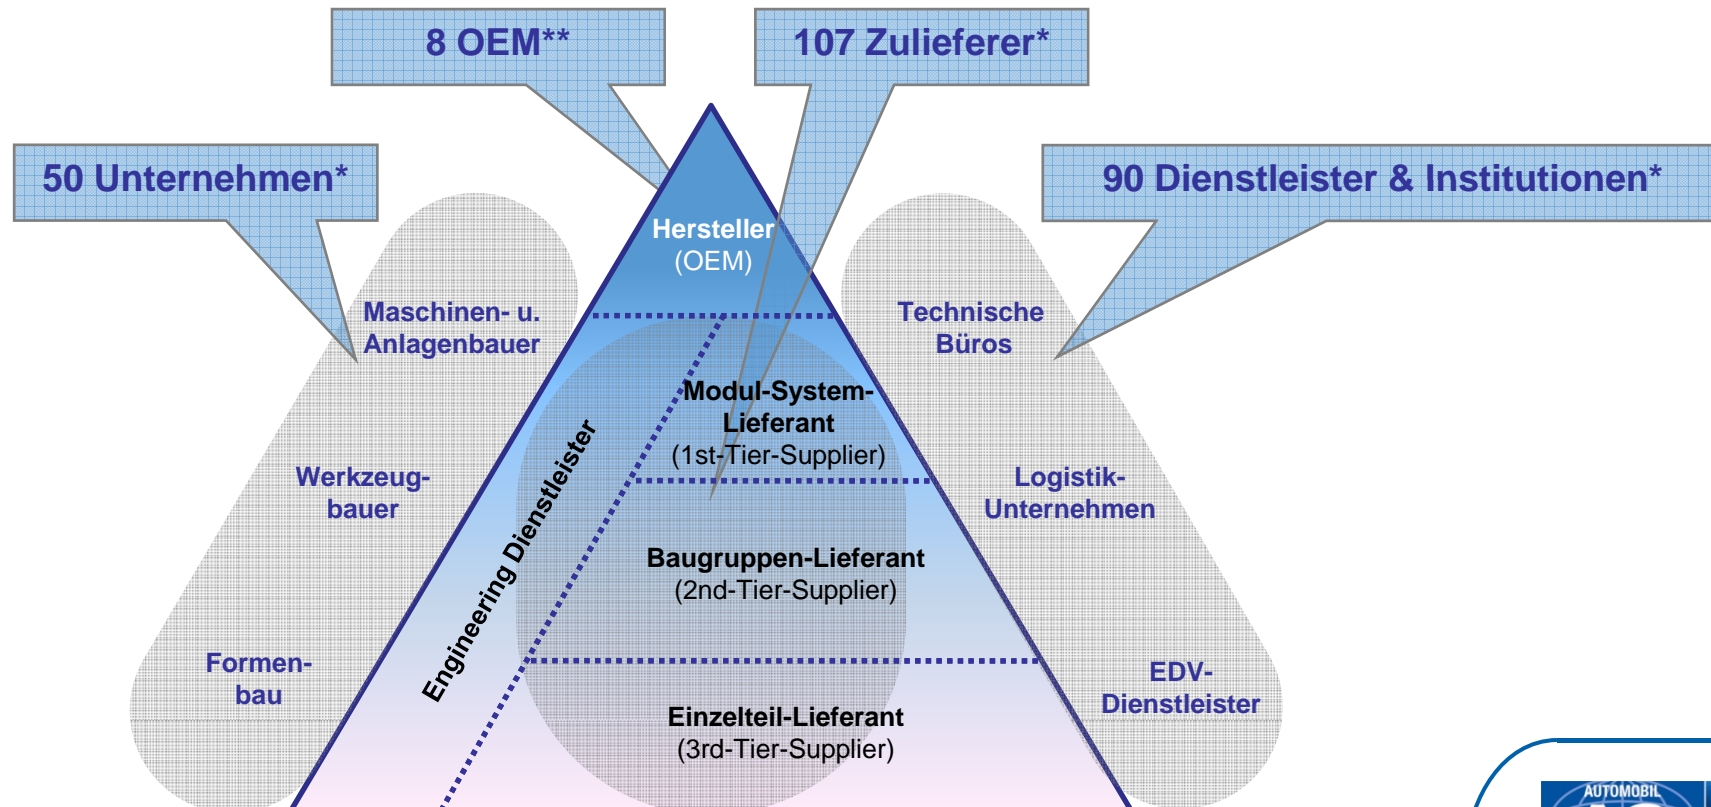 8 OEM**
107 Zulieferer*
50 Unternehmen*
90 Dienstleister & Institutionen*
Hersteller
(OEM)
Maschinen- u.
Anlagenbauer
Technische
Büros
Modul-System-
Lieferant
(1st-Tier-Supplier)
Engineering Dienstleister
Werkzeug-
bauer
Logistik-
Unternehmen
Baugruppen-Lieferant
(2nd-Tier-Supplier)
Formen-
bau
EDV-
Dienstleister
Einzelteil-Lieferant
(3rd-Tier-Supplier)
AUTOMOBIL